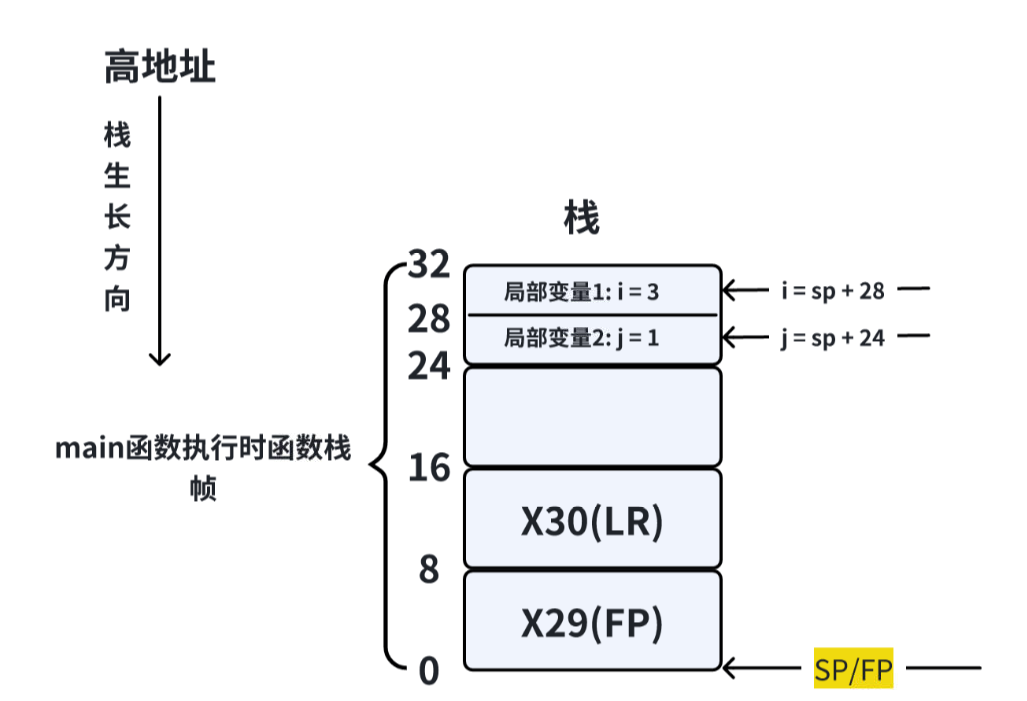 高地址
栈生长方向
栈
32
局部变量1: i = 3
i = sp + 28
28
局部变量2: j = 1
j = sp + 24
24
main函数执行时函数栈
帧
16
X30(LR)
8
X29(FP)
0
SP/FP